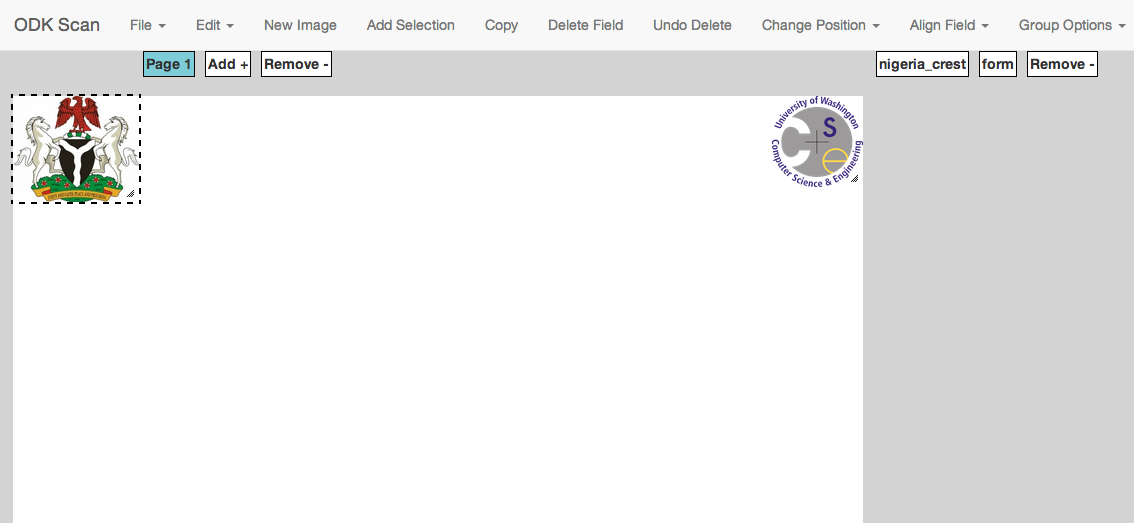 ODK Scan File Edit New Image Add Selection Copy Delete Field Undo Delete Change Position Align Field Group Options
Page 1 Add + Remove - nigeria_crest form Remove -
University of Washington
CSe
Computer Science & Engineering